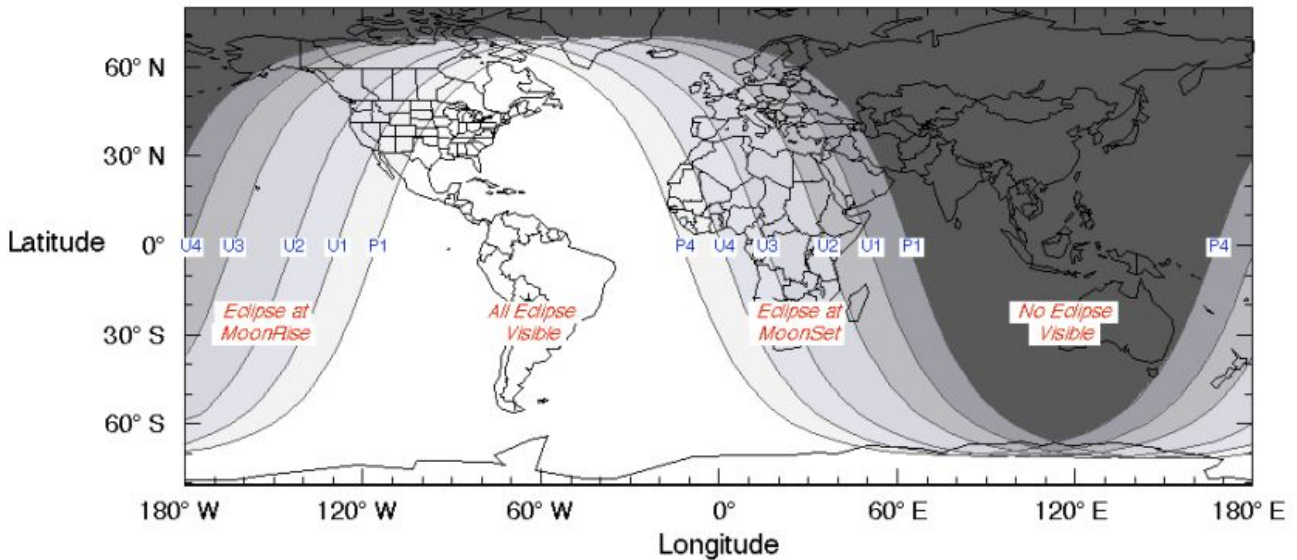 60° N
30° N
Latitude 0°
U4 U3 U2 U1 P1 P4 U4 U3 U2 U1 P1 P4
Eclipse at All Eclipse Eclipse at No Eclipse
MoonRise Visible MoonSet Visible
30° S
60° S
180° W 120° W 60° W 0° 60° E 120° E 180° E
Longitude